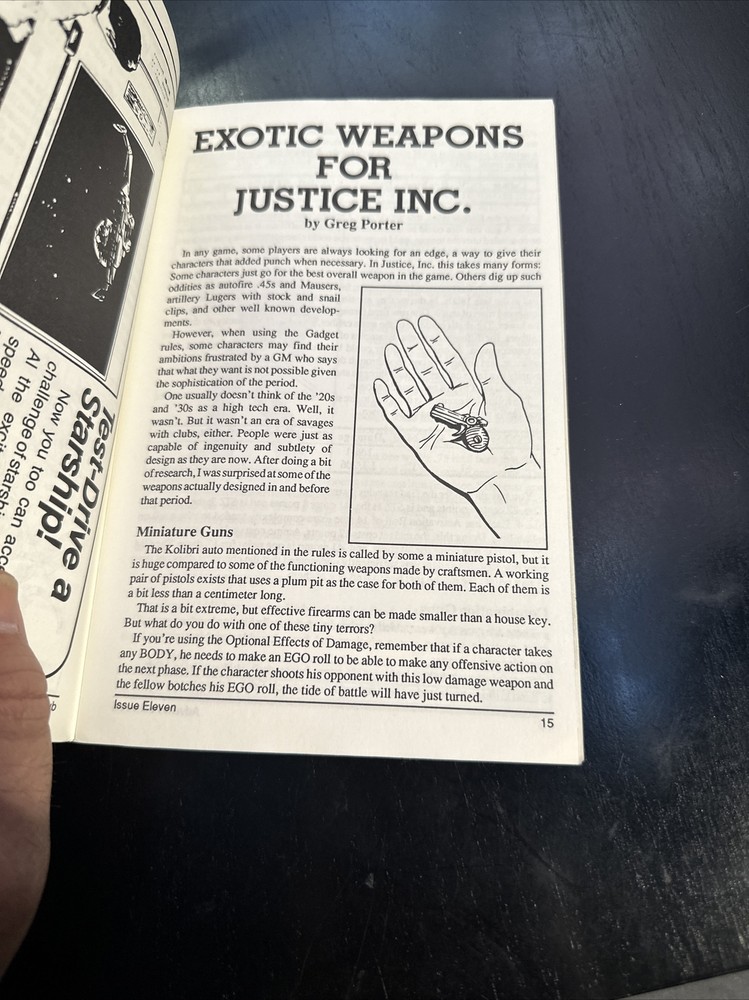 EXOTIC WEAPONS
FOR
JUSTICE INC.
by Greg Porter
In any game, some players are always looking for an edge, a way to give their
characters that added punch when necessary. In Justice, Inc. this takes many forms:
Some characters just go for the best overall weapon in the game. Others dig up such
oddities as autofire .45s and Mausers,
artillery Lugers with stock and snail
clips, and other well known develop-
ments.
However, when using the Gadget
rules, some characters may find their
ambitions frustrated by a GM who says
that what they want is not possible given
the sophistication of the period.
One usually doesn't think of the '20s
and '30s as a high tech era. Well, it
wasn't. But it wasn't an era of savages
with clubs, either. People were just as
capable of ingenuity and subtlety of
design as they are now. After doing a bit
of research, I was surprised at some of the
weapons actually designed in and before
that period.
Miniature Guns
The Kolibri auto mentioned in the rules is called by some a miniature pistol, but it
is huge compared to some of the functioning weapons made by craftsmen. A working
pair of pistols exists that uses a plum pit as the case for both of them. Each of them is
a bit less than a centimeter long.
That is a bit extreme, but effective firearms can be made smaller than a house key.
But what do you do with one of these tiny terrors?
If you're using the Optional Effects of Damage, remember that if a character takes
any BODY, he needs to make an EGO roll to be able to make any offensive action on
the next phase. If the character shoots his opponent with this low damage weapon and
the fellow botches his EGO roll, the tide of battle will have just turned.
Issue Eleven
15
Test-Drive a
Starship!
Now you too can
challenge of
AI the
speed